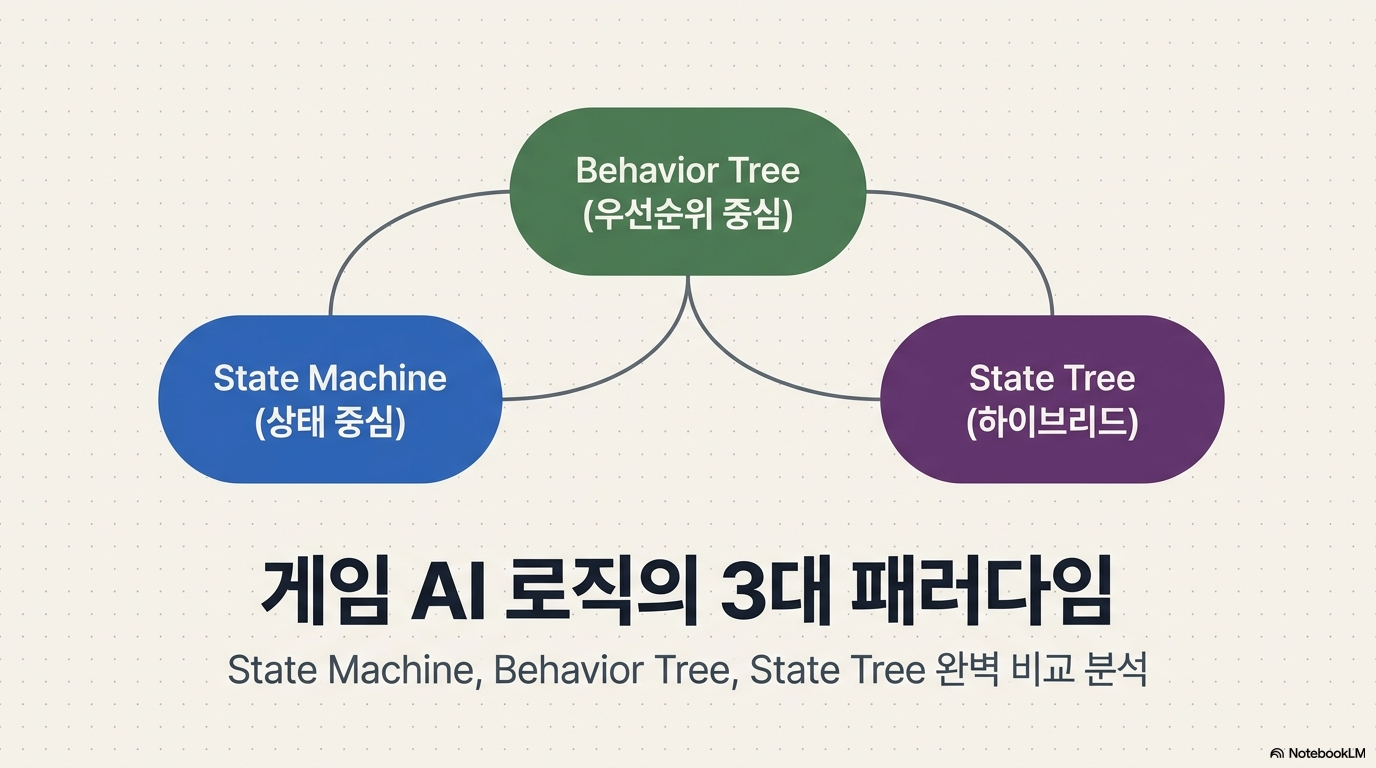 Behavior Tree
(우선순위 중심)
State Machine
(상태 중심)
State Tree
(하이브리드)
게임 AI 로직의 3대 패러다임
State Machine, Behavior Tree, State Tree 완벽 비교 분석
NotebookLM